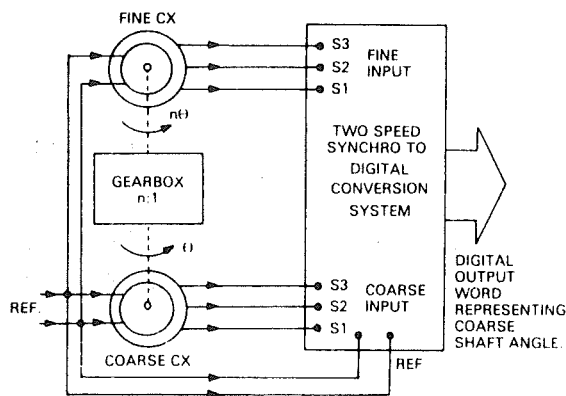 FINE CX
S3
S2
S1
FINE
INPUT
nθ
TWO SPEED
SYNCHRO TO
DIGITAL
CONVERSION
SYSTEM
GEARBOX
n:1
θ
DIGITAL
OUTPUT
WORD
REPRESENTING
COARSE
SHAFT ANGLE.
S3
S2
S1
COARSE
INPUT
REF.
COARSE CX
REF